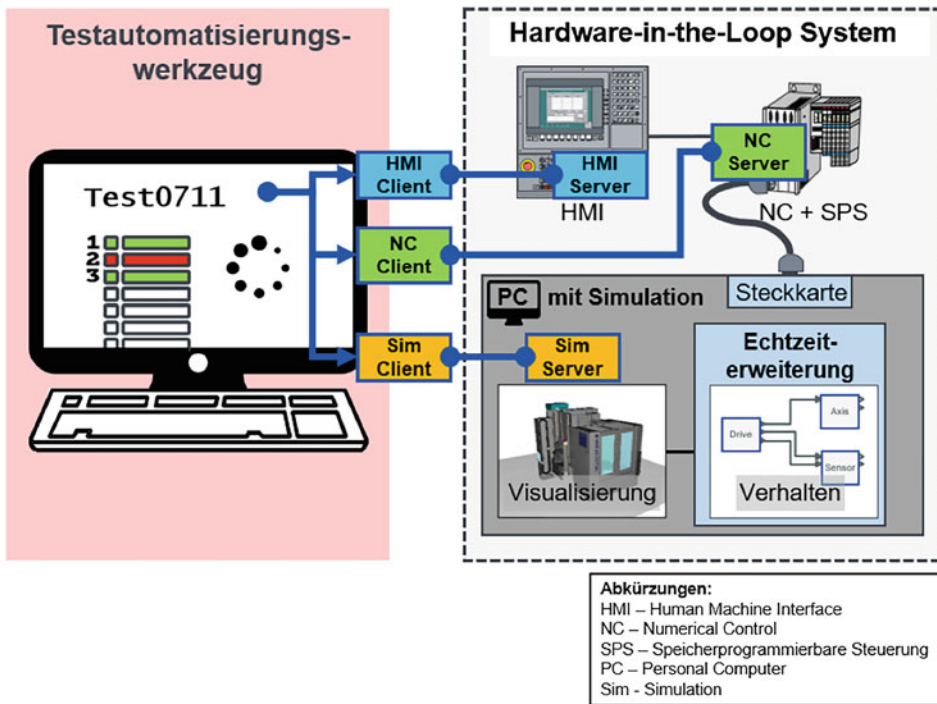 Testautomatisierungs-
werkzeug
Test0711
1
2
3
HMI
Client
NC
Client
Sim
Client
Hardware-in-the-Loop System
HMI
Server
HMI
NC
Server
NC + SPS
PC mit Simulation
Steckkarte
Sim
Server
Visualisierung
Echtzeit-
erweiterung
Drive
Axis
Sensor
Verhalten
Abkürzungen:
HMI – Human Machine Interface
NC – Numerical Control
SPS – Speicherprogrammierbare Steuerung
PC – Personal Computer
Sim - Simulation